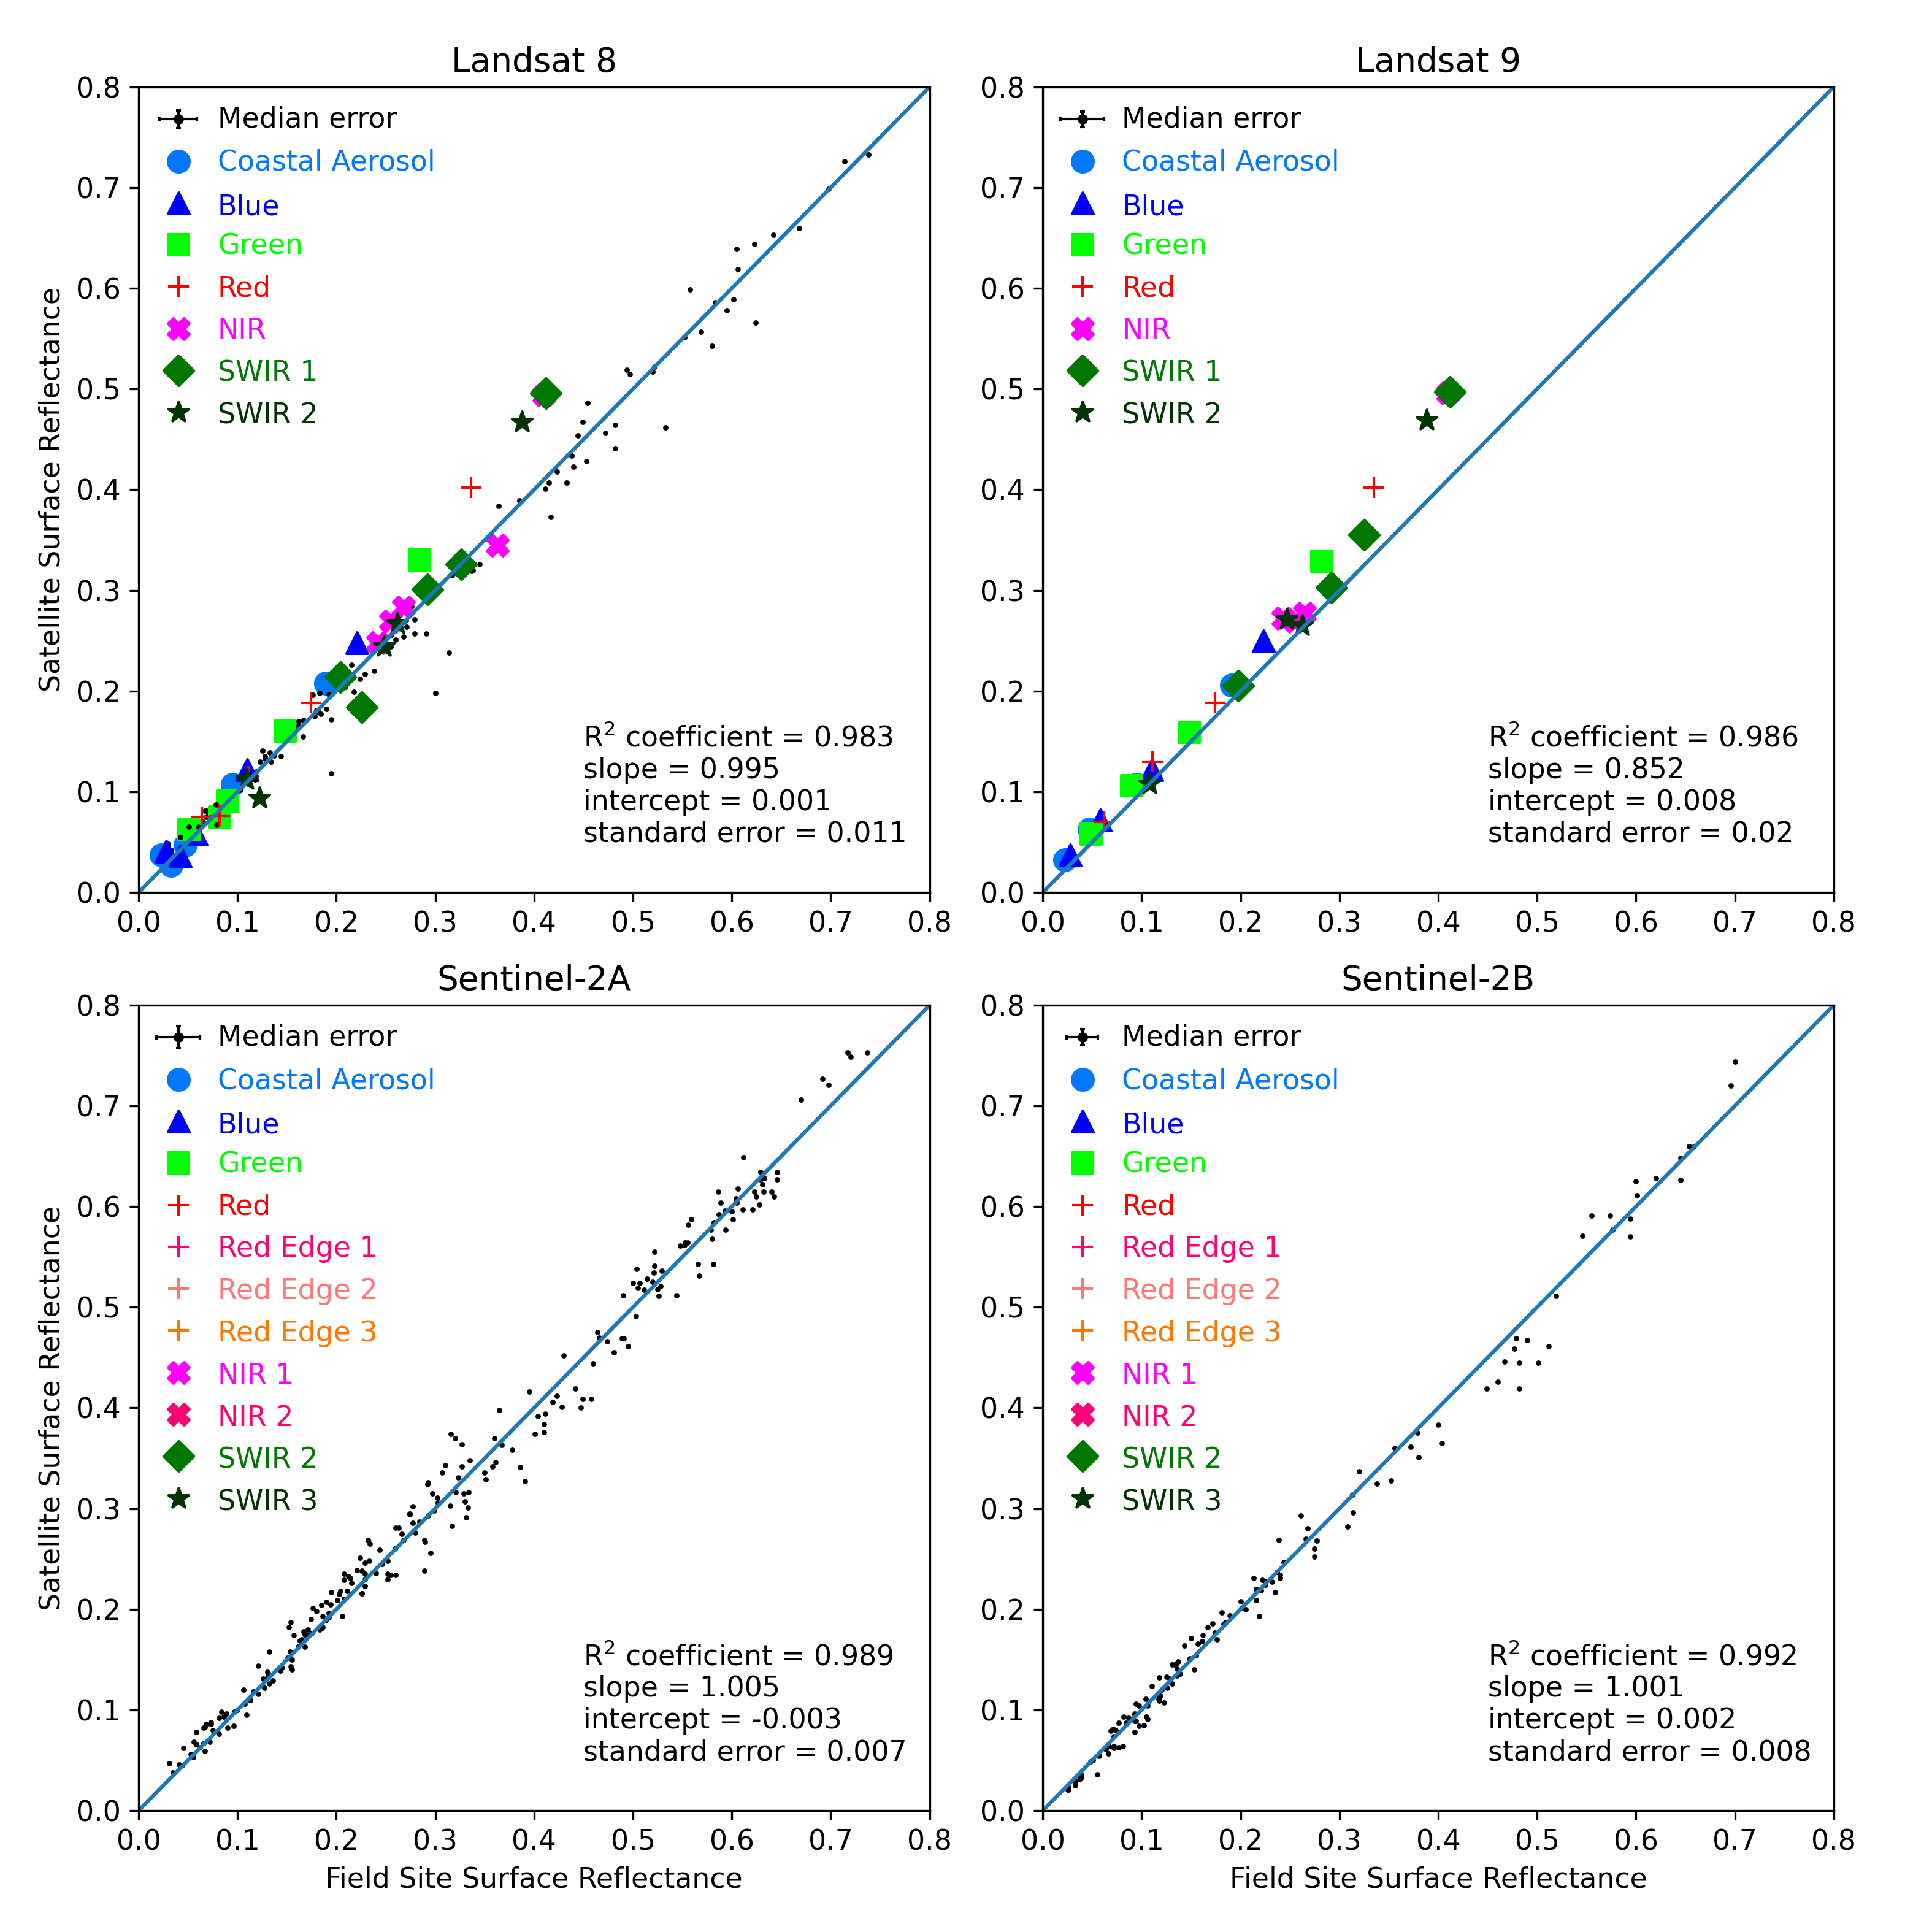 Landsat 8
Satellite Surface Reflectance
0.8
0.7
0.6
0.5
0.4
0.3
0.2
0.1
0.0
Median error
Coastal Aerosol
Blue
Green
Red
NIR
SWIR 1
SWIR 2
R² coefficient = 0.983
slope = 0.995
intercept = 0.001
standard error = 0.011
0.0 0.1 0.2 0.3 0.4 0.5 0.6 0.7 0.8
Landsat 9
0.8
0.7
0.6
0.5
0.4
0.3
0.2
0.1
0.0
Median error
Coastal Aerosol
Blue
Green
Red
NIR
SWIR 1
SWIR 2
R² coefficient = 0.986
slope = 0.852
intercept = 0.008
standard error = 0.02
0.0 0.1 0.2 0.3 0.4 0.5 0.6 0.7 0.8
Sentinel-2A
Satellite Surface Reflectance
0.8
0.7
0.6
0.5
0.4
0.3
0.2
0.1
0.0
Median error
Coastal Aerosol
Blue
Green
Red
Red Edge 1
Red Edge 2
Red Edge 3
NIR 1
NIR 2
SWIR 2
SWIR 3
R² coefficient = 0.989
slope = 1.005
intercept = -0.003
standard error = 0.007
0.0 0.1 0.2 0.3 0.4 0.5 0.6 0.7 0.8
Field Site Surface Reflectance
Sentinel-2B
0.8
0.7
0.6
0.5
0.4
0.3
0.2
0.1
0.0
Median error
Coastal Aerosol
Blue
Green
Red
Red Edge 1
Red Edge 2
Red Edge 3
NIR 1
NIR 2
SWIR 2
SWIR 3
R² coefficient = 0.992
slope = 1.001
intercept = 0.002
standard error = 0.008
0.0 0.1 0.2 0.3 0.4 0.5 0.6 0.7 0.8
Field Site Surface Reflectance